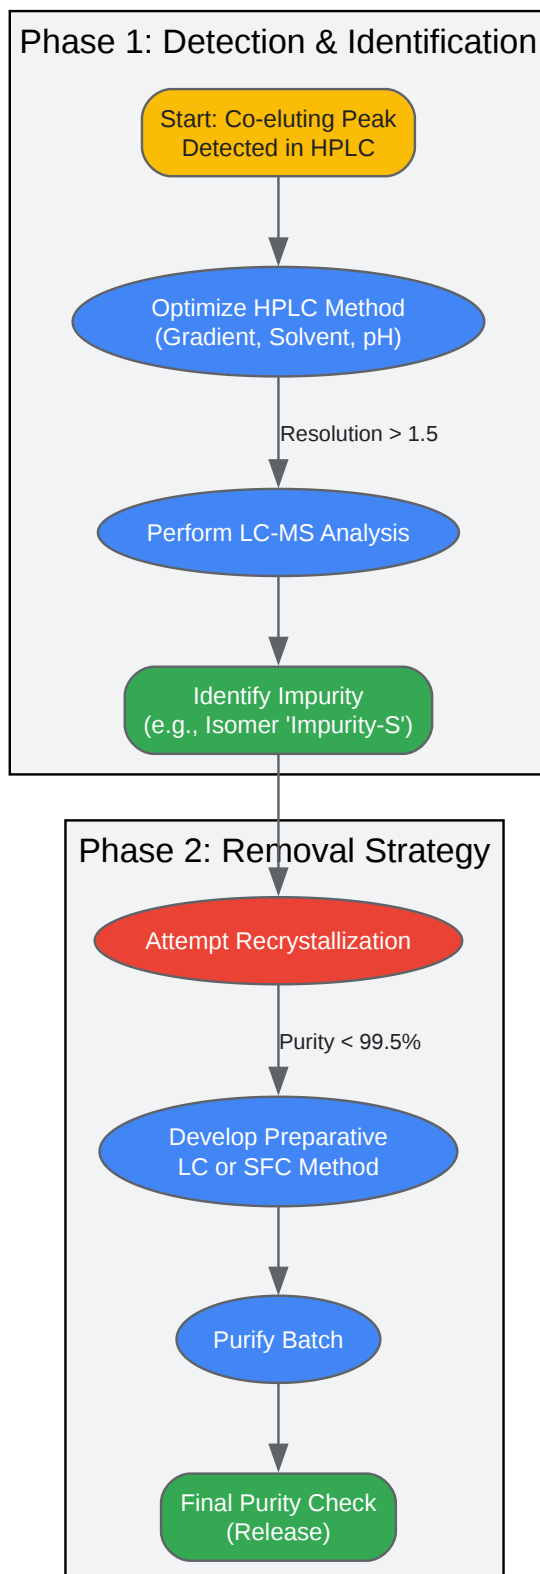 Phase 1: Detection & Identification
Start: Co-eluting Peak
Detected in HPLC
Optimize HPLC Method
(Gradient, Solvent, pH)
Resolution > 1.5
Perform LC-MS Analysis
Identify Impurity
(e.g., Isomer 'Impurity-S')
Phase 2: Removal Strategy
Attempt Recrystallization
Purity < 99.5%
Develop Preparative
LC or SFC Method
Purify Batch
Final Purity Check
(Release)